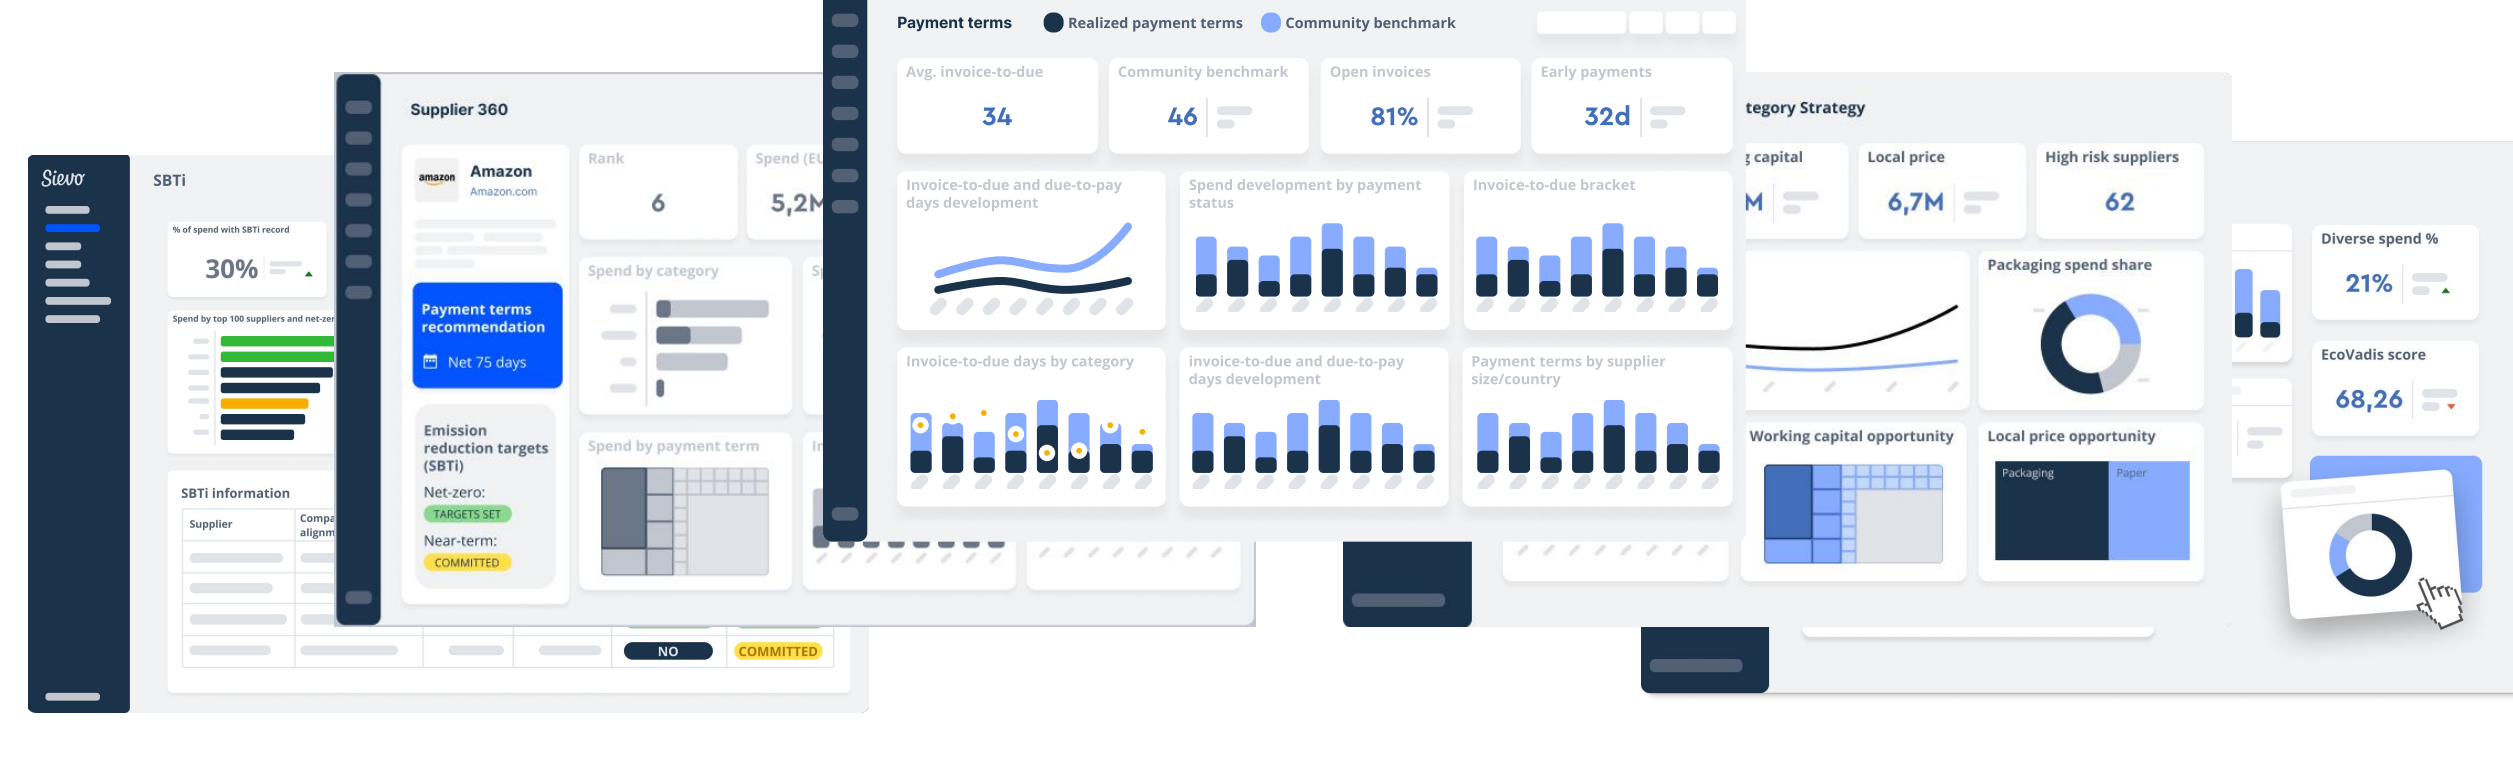 Sievo
SBTi
% of spend with SBTi record
30%
Spend by top 100 suppliers and net-zer
SBTi information
Supplier
Compa
alignm
NO
COMMITTED
Supplier 360
amazon
Amazon
Amazon.com
Payment terms
recommendation
Net 75 days
Emission
reduction targets
(SBTi)
Net-zero:
TARGETS SET
Near-term:
COMMITTED
Rank
6
Spend (EU
5,2M
Spend by category
Sp
Spend by payment term
In
Payment terms
Realized payment terms
Community benchmark
Avg. invoice-to-due
34
Community benchmark
46
Open invoices
81%
Early payments
32d
Invoice-to-due and due-to-pay
days development
Spend development by payment
status
Invoice-to-due bracket
Invoice-to-due days by category
invoice-to-due and due-to-pay
days development
Payment terms by supplier
size/country
tegory Strategy
g capital
M
Local price
6,7M
High risk suppliers
62
Packaging spend share
Working capital opportunity
Local price opportunity
Packaging
Paper
Diverse spend %
21%
EcoVadis score
68,26